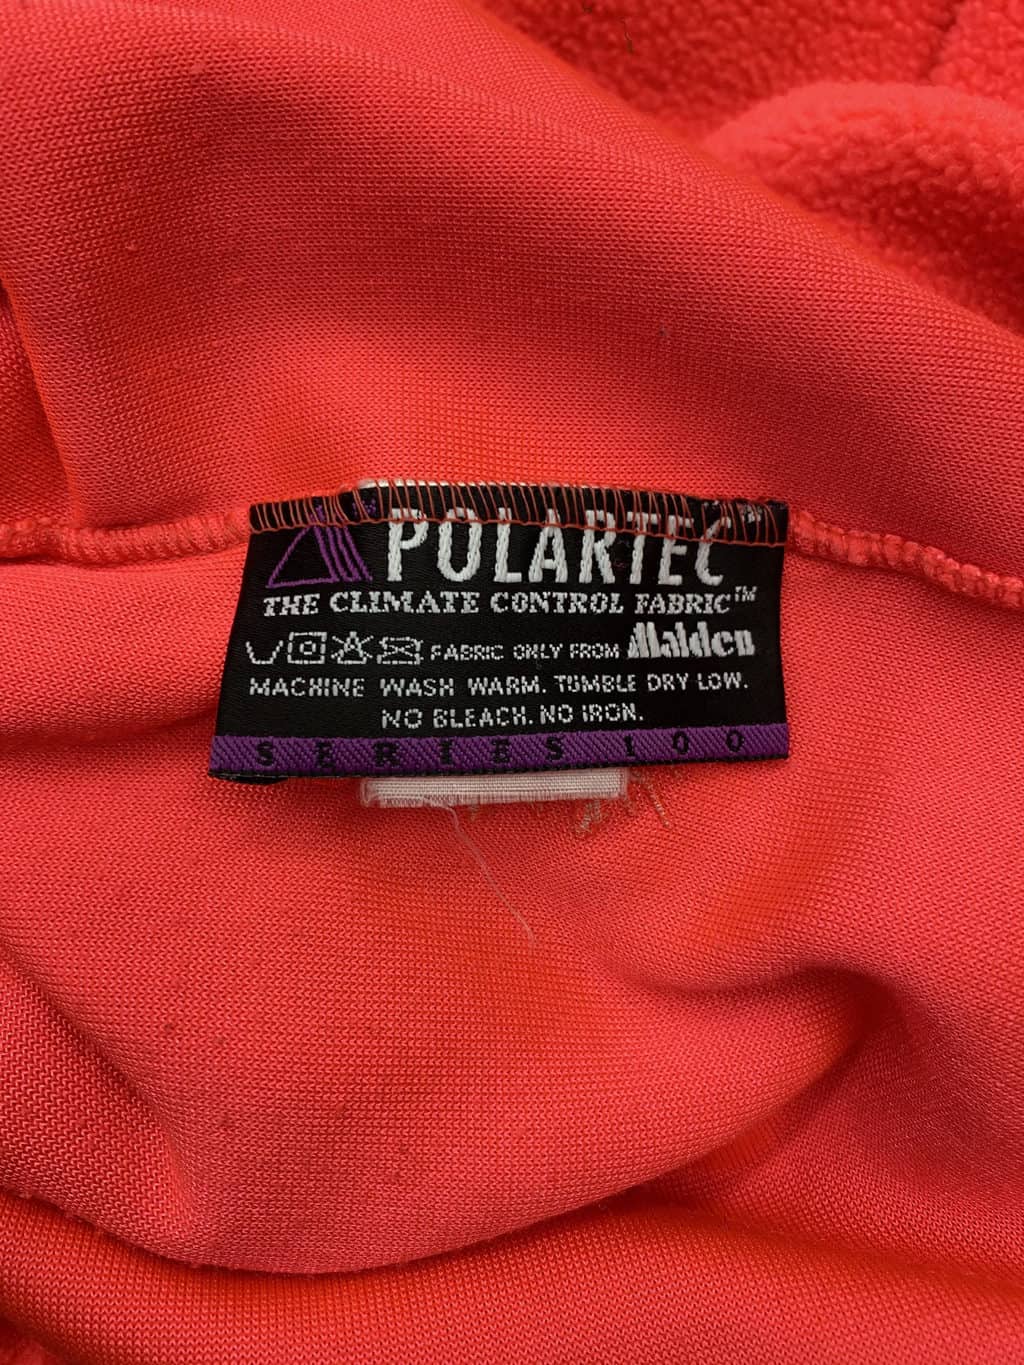 POLARTEC™
THE CLIMATE CONTROL FABRIC™
FABRIC ONLY FROM Malden
MACHINE WASH WARM. TUMBLE DRY LOW.
NO BLEACH. NO IRON.
SERIES 100